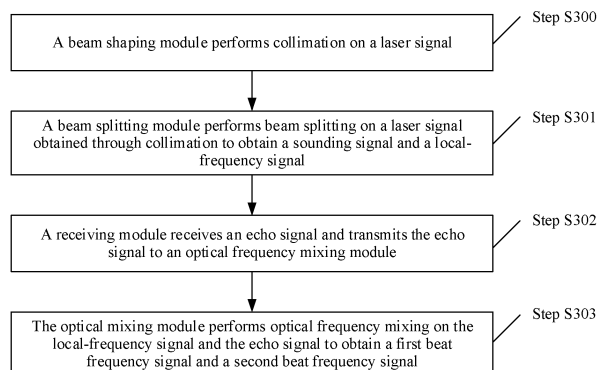 Step S300
A beam shaping module performs collimation on a laser signal
Step S301
A beam splitting module performs beam splitting on a laser signal
obtained through collimation to obtain a sounding signal and a local-
frequency signal
Step S302
A receiving module receives an echo signal and transmits the echo
signal to an optical frequency mixing module
Step S303
The optical mixing module performs optical frequency mixing on the
local-frequency signal and the echo signal to obtain a first beat
frequency signal and a second beat frequency signal